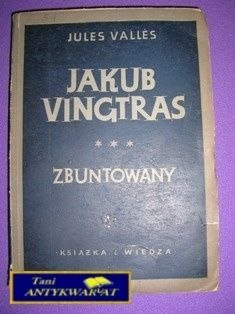 JULES VALLÈS
JAKUB
VINGTRAS
* * *
ZBUNTOWANY
KSIĄŻKA i WIEDZA
Tani
ANTYKWARIAT